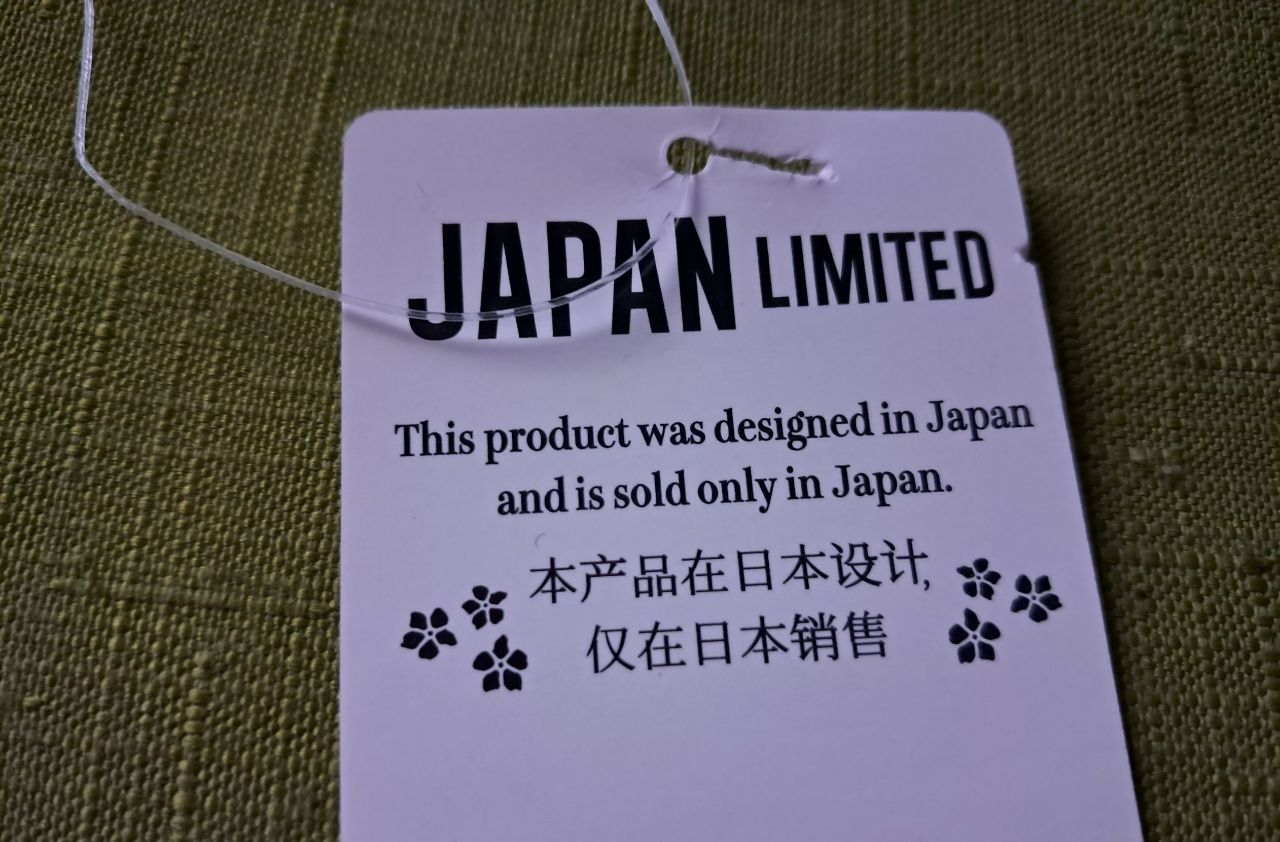 JAPAN LIMITED
This product was designed in Japan
and is sold only in Japan.
本产品在日本设计,
仅在日本销售